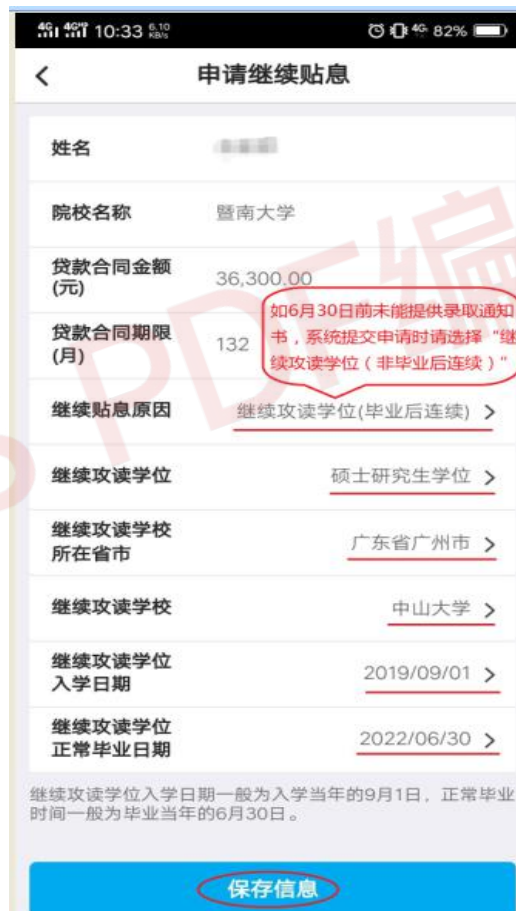 4G 4G 10:33 6.10 KB/s 4G 82%
申请继续贴息
姓名
院校名称 暨南大学
贷款合同金额
(元) 36,300.00
如6月30日前未能提供录取通知
书，系统提交申请时请选择“继
续攻读学位（非毕业后连续）”
贷款合同期限
(月) 132
继续贴息原因 继续攻读学位(毕业后连续)
继续攻读学位 硕士研究生学位
继续攻读学校
所在省市 广东省广州市
继续攻读学校 中山大学
继续攻读学位
入学日期 2019/09/01
继续攻读学位
正常毕业日期 2022/06/30
继续攻读学位入学日期一般为入学当年的9月1日，正常毕业
时间一般为毕业当年的6月30日。
保存信息
S PDF编